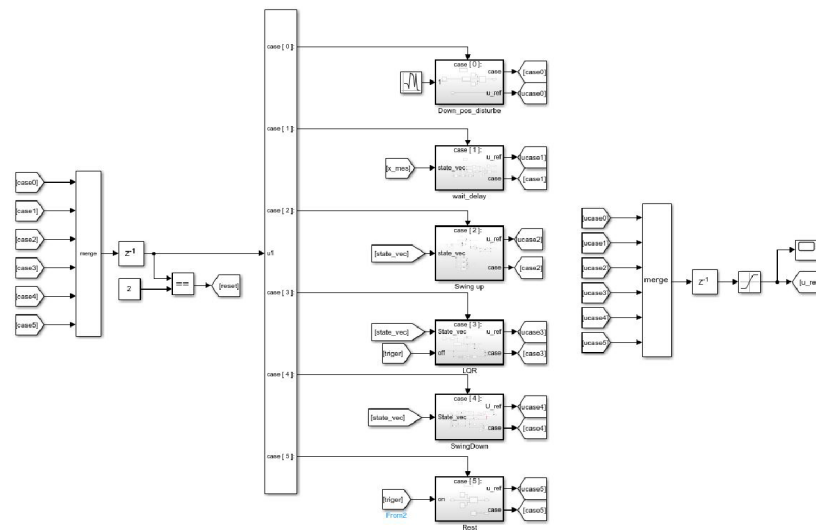 [case0]
[case1]
[case2]
[case3]
[case4]
[case5]
merge
Z-1
2
==
[reset]
u1
case [ 0 ]:
case [ 1 ]:
case [ 2 ]:
case [ 3 ]:
case [ 4 ]:
case [ 5 ]:
case [ 0 ]:
1
case
u_ref
[case0]
[ucase0]
Down_pos_disturbe
case [ 1 ]:
[x_mes]
state_vec
u_ref
case
[ucase1]
[case1]
wait_delay
case [ 2 ]:
[state_vec]
state_vec
u_ref
case
[ucase2]
[case2]
Swing up
case [ 3 ]:
[state_vec]
[triger]
State_vec
off
u_ref
case
[ucase3]
[case3]
LQR
case [ 4 ]:
[state_vec]
State_vec
U_ref
case
[ucase4]
[case4]
SwingDown
case [ 5 ]:
[triger]
From2
on
u_ref
case
[ucase5]
[case5]
Rest
[ucase0]
[ucase1]
[ucase2]
[ucase3]
[ucase4]
[ucase5]
merge
Z-1
[u_re